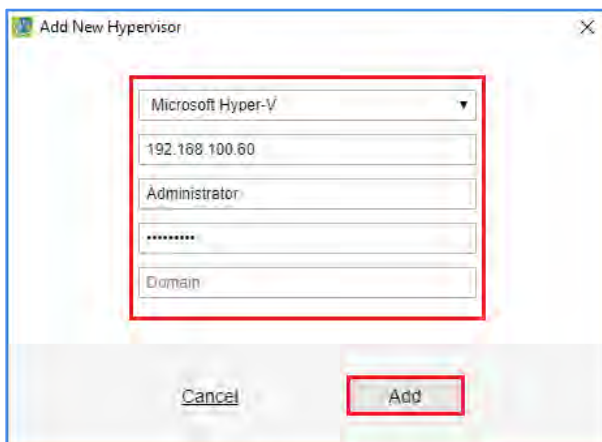 Add New Hypervisor
Microsoft Hyper-V
192.168.100.60
Administrator
•••••••••
Domain
Cancel
Add